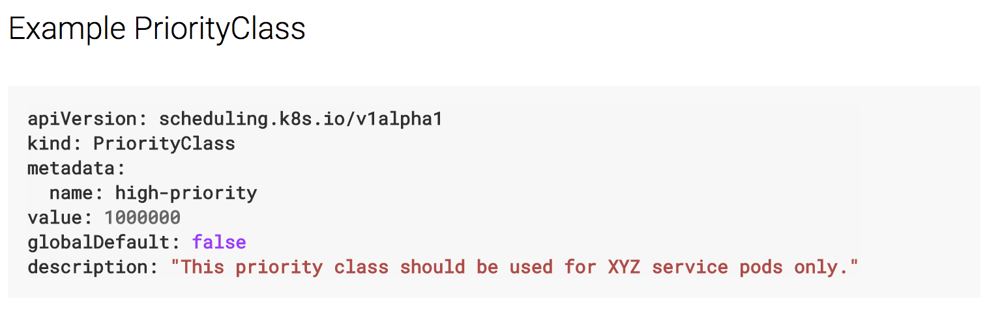 Example PriorityClass
apiVersion: scheduling.k8s.io/v1alpha1
kind: PriorityClass
metadata:
  name: high-priority
value: 1000000
globalDefault: false
description: "This priority class should be used for XYZ service pods only."